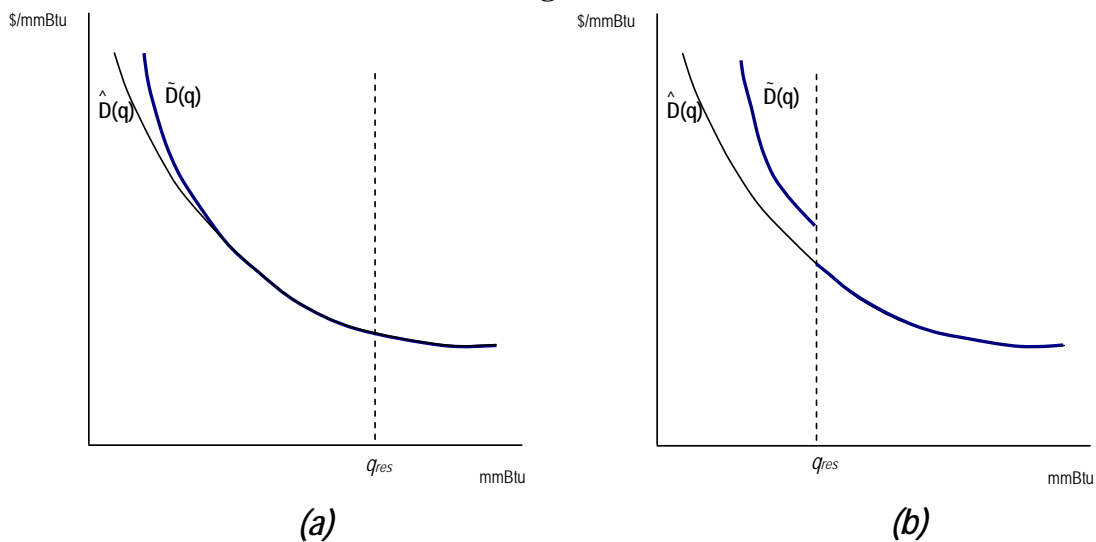 $/mmBtu
D̂(q)
D̃(q)
qres
mmBtu
(a)
$/mmBtu
D̂(q)
D̃(q)
qres
mmBtu
(b)